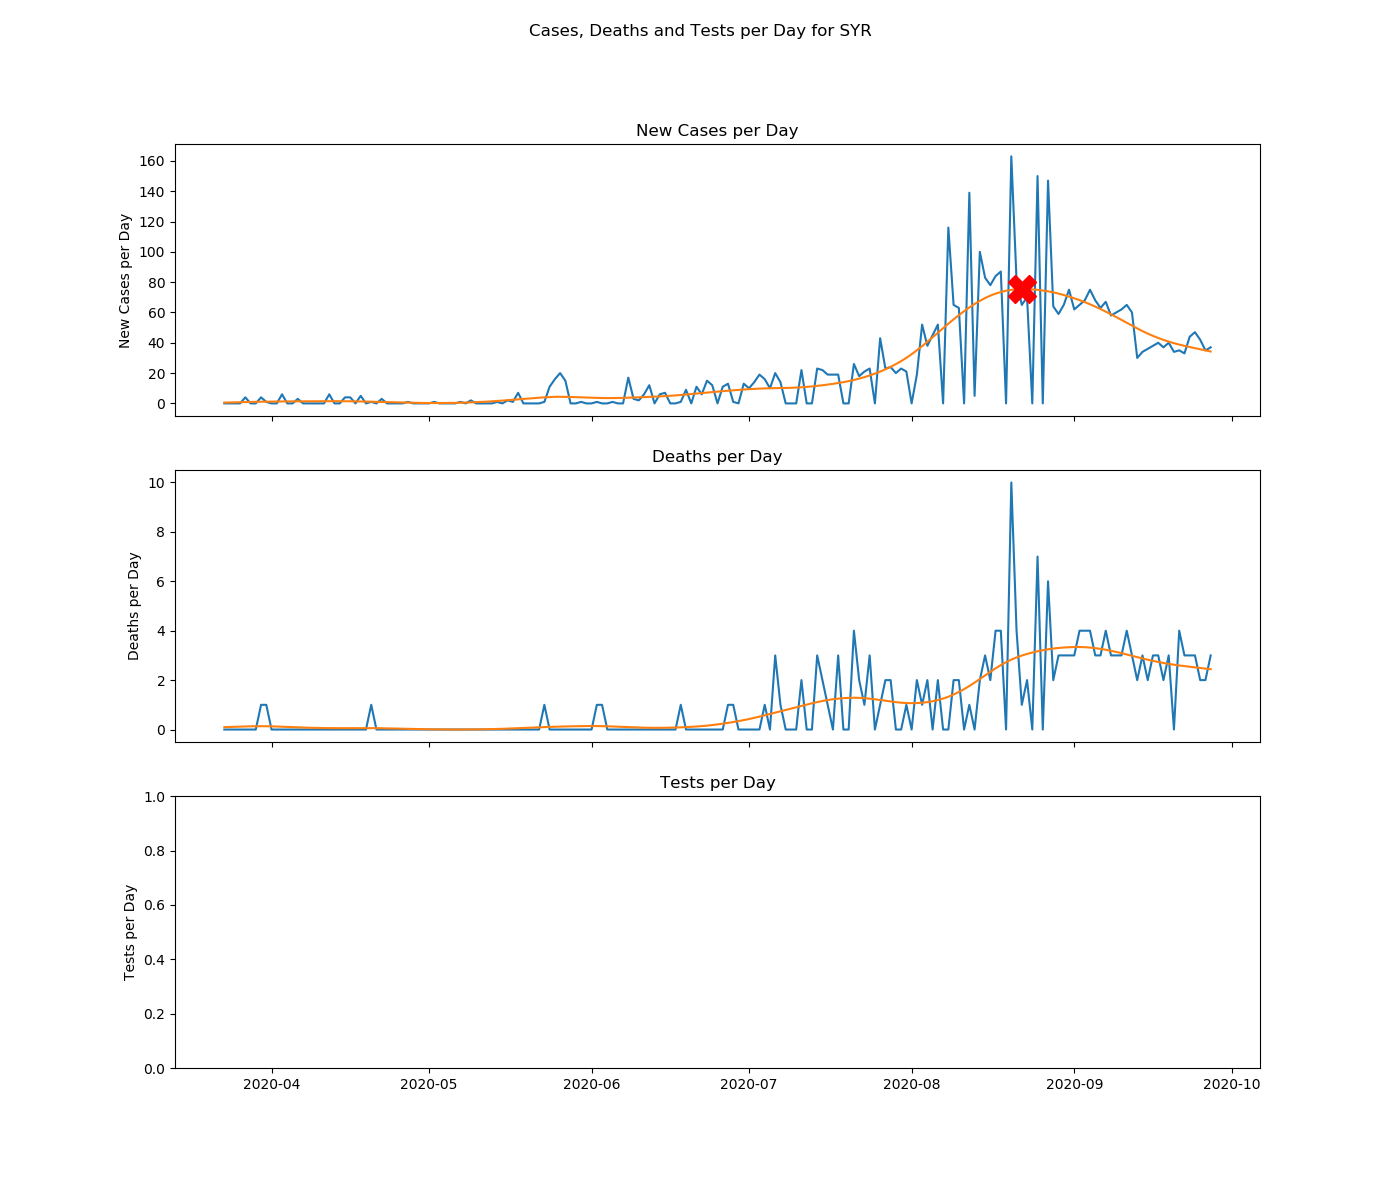 Cases, Deaths and Tests per Day for SYR
New Cases per Day
160
140
120
100
80
60
40
20
0
New Cases per Day
Deaths per Day
10
8
6
4
2
0
Deaths per Day
Tests per Day
1.0
0.8
0.6
0.4
0.2
0.0
Tests per Day
2020-04 2020-05 2020-06 2020-07 2020-08 2020-09 2020-10